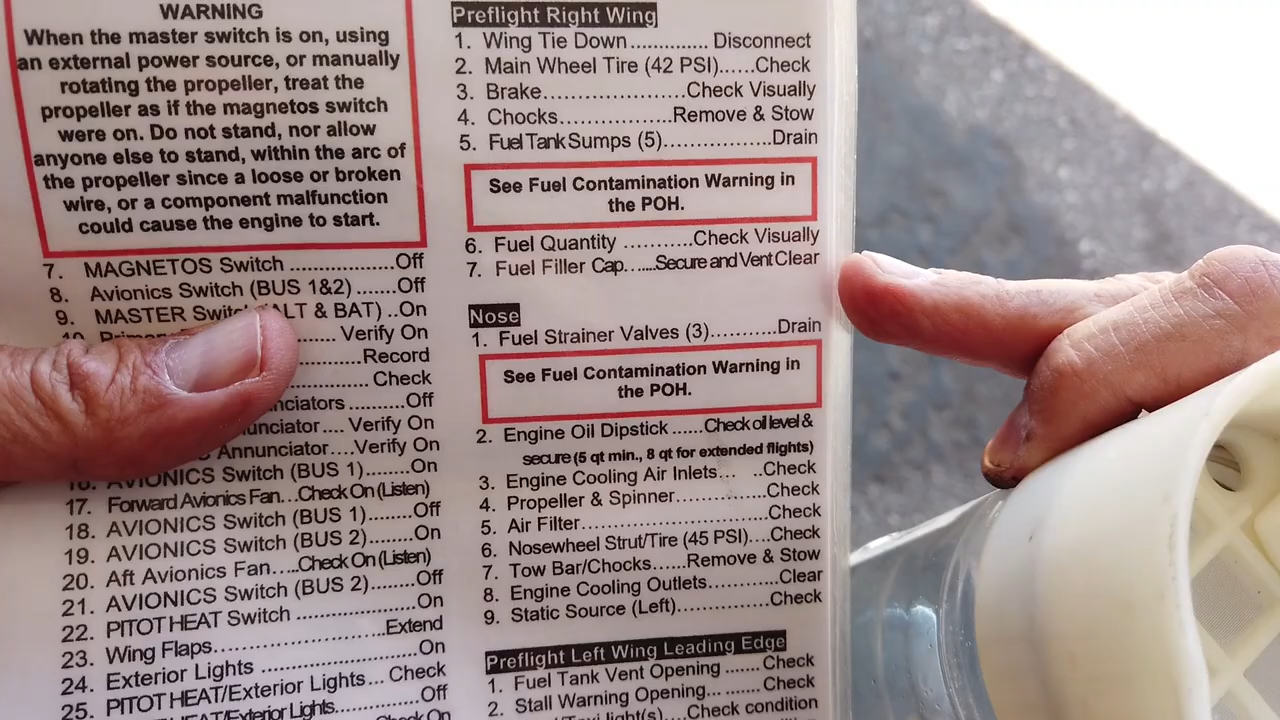 WARNING
When the master switch is on, using
an external power source, or manually
rotating the propeller, treat the
propeller as if the magnetos switch
were on. Do not stand, nor allow
anyone else to stand, within the arc of
the propeller since a loose or broken
wire, or a component malfunction
could cause the engine to start.
7. MAGNETOS Switch ..................Off
8. Avionics Switch (BUS 1&2) .......Off
9. MASTER Switch (ALT & BAT) ..On
10. ....... Verify On
............Record
............. Check
..........Off
.... Verify On
Annunciator....Verify On
16. AVIONICS Switch (BUS 1)........On
17. Forward Avionics Fan...Check On (Listen)
18. AVIONICS Switch (BUS 1)........Off
19. AVIONICS Switch (BUS 2)........On
20. Aft Avionics Fan.....Check On (Listen)
21. AVIONICS Switch (BUS 2)........Off
22. PITOT HEAT Switch .....................On
23. Wing Flaps..............................Extend
24. Exterior Lights ............................On
25. PITOT HEAT/Exterior Lights... Check
HEAT/Exterior Lights..................Off
Check On
Preflight Right Wing
1. Wing Tie Down.............. Disconnect
2. Main Wheel Tire (42 PSI)......Check
3. Brake........................Check Visually
4. Chocks...................Remove & Stow
5. Fuel Tank Sumps (5)..................Drain
See Fuel Contamination Warning in
the POH.
6. Fuel Quantity ...........Check Visually
7. Fuel Filler Cap.......Secure and Vent Clear
Nose
1. Fuel Strainer Valves (3)...........Drain
See Fuel Contamination Warning in
the POH.
2. Engine Oil Dipstick ......Check oil level &
secure (5 qt min., 8 qt for extended flights)
3. Engine Cooling Air Inlets... ..Check
4. Propeller & Spinner...............Check
5. Air Filter...............................Check
6. Nosewheel Strut/Tire (45 PSI)....Check
7. Tow Bar/Chocks......Remove & Stow
8. Engine Cooling Outlets............Clear
9. Static Source (Left)...............Check
Preflight Left Wing Leading Edge
1. Fuel Tank Vent Opening ....... Check
2. Stall Warning Opening... ....... Check
light(s).... Check condition